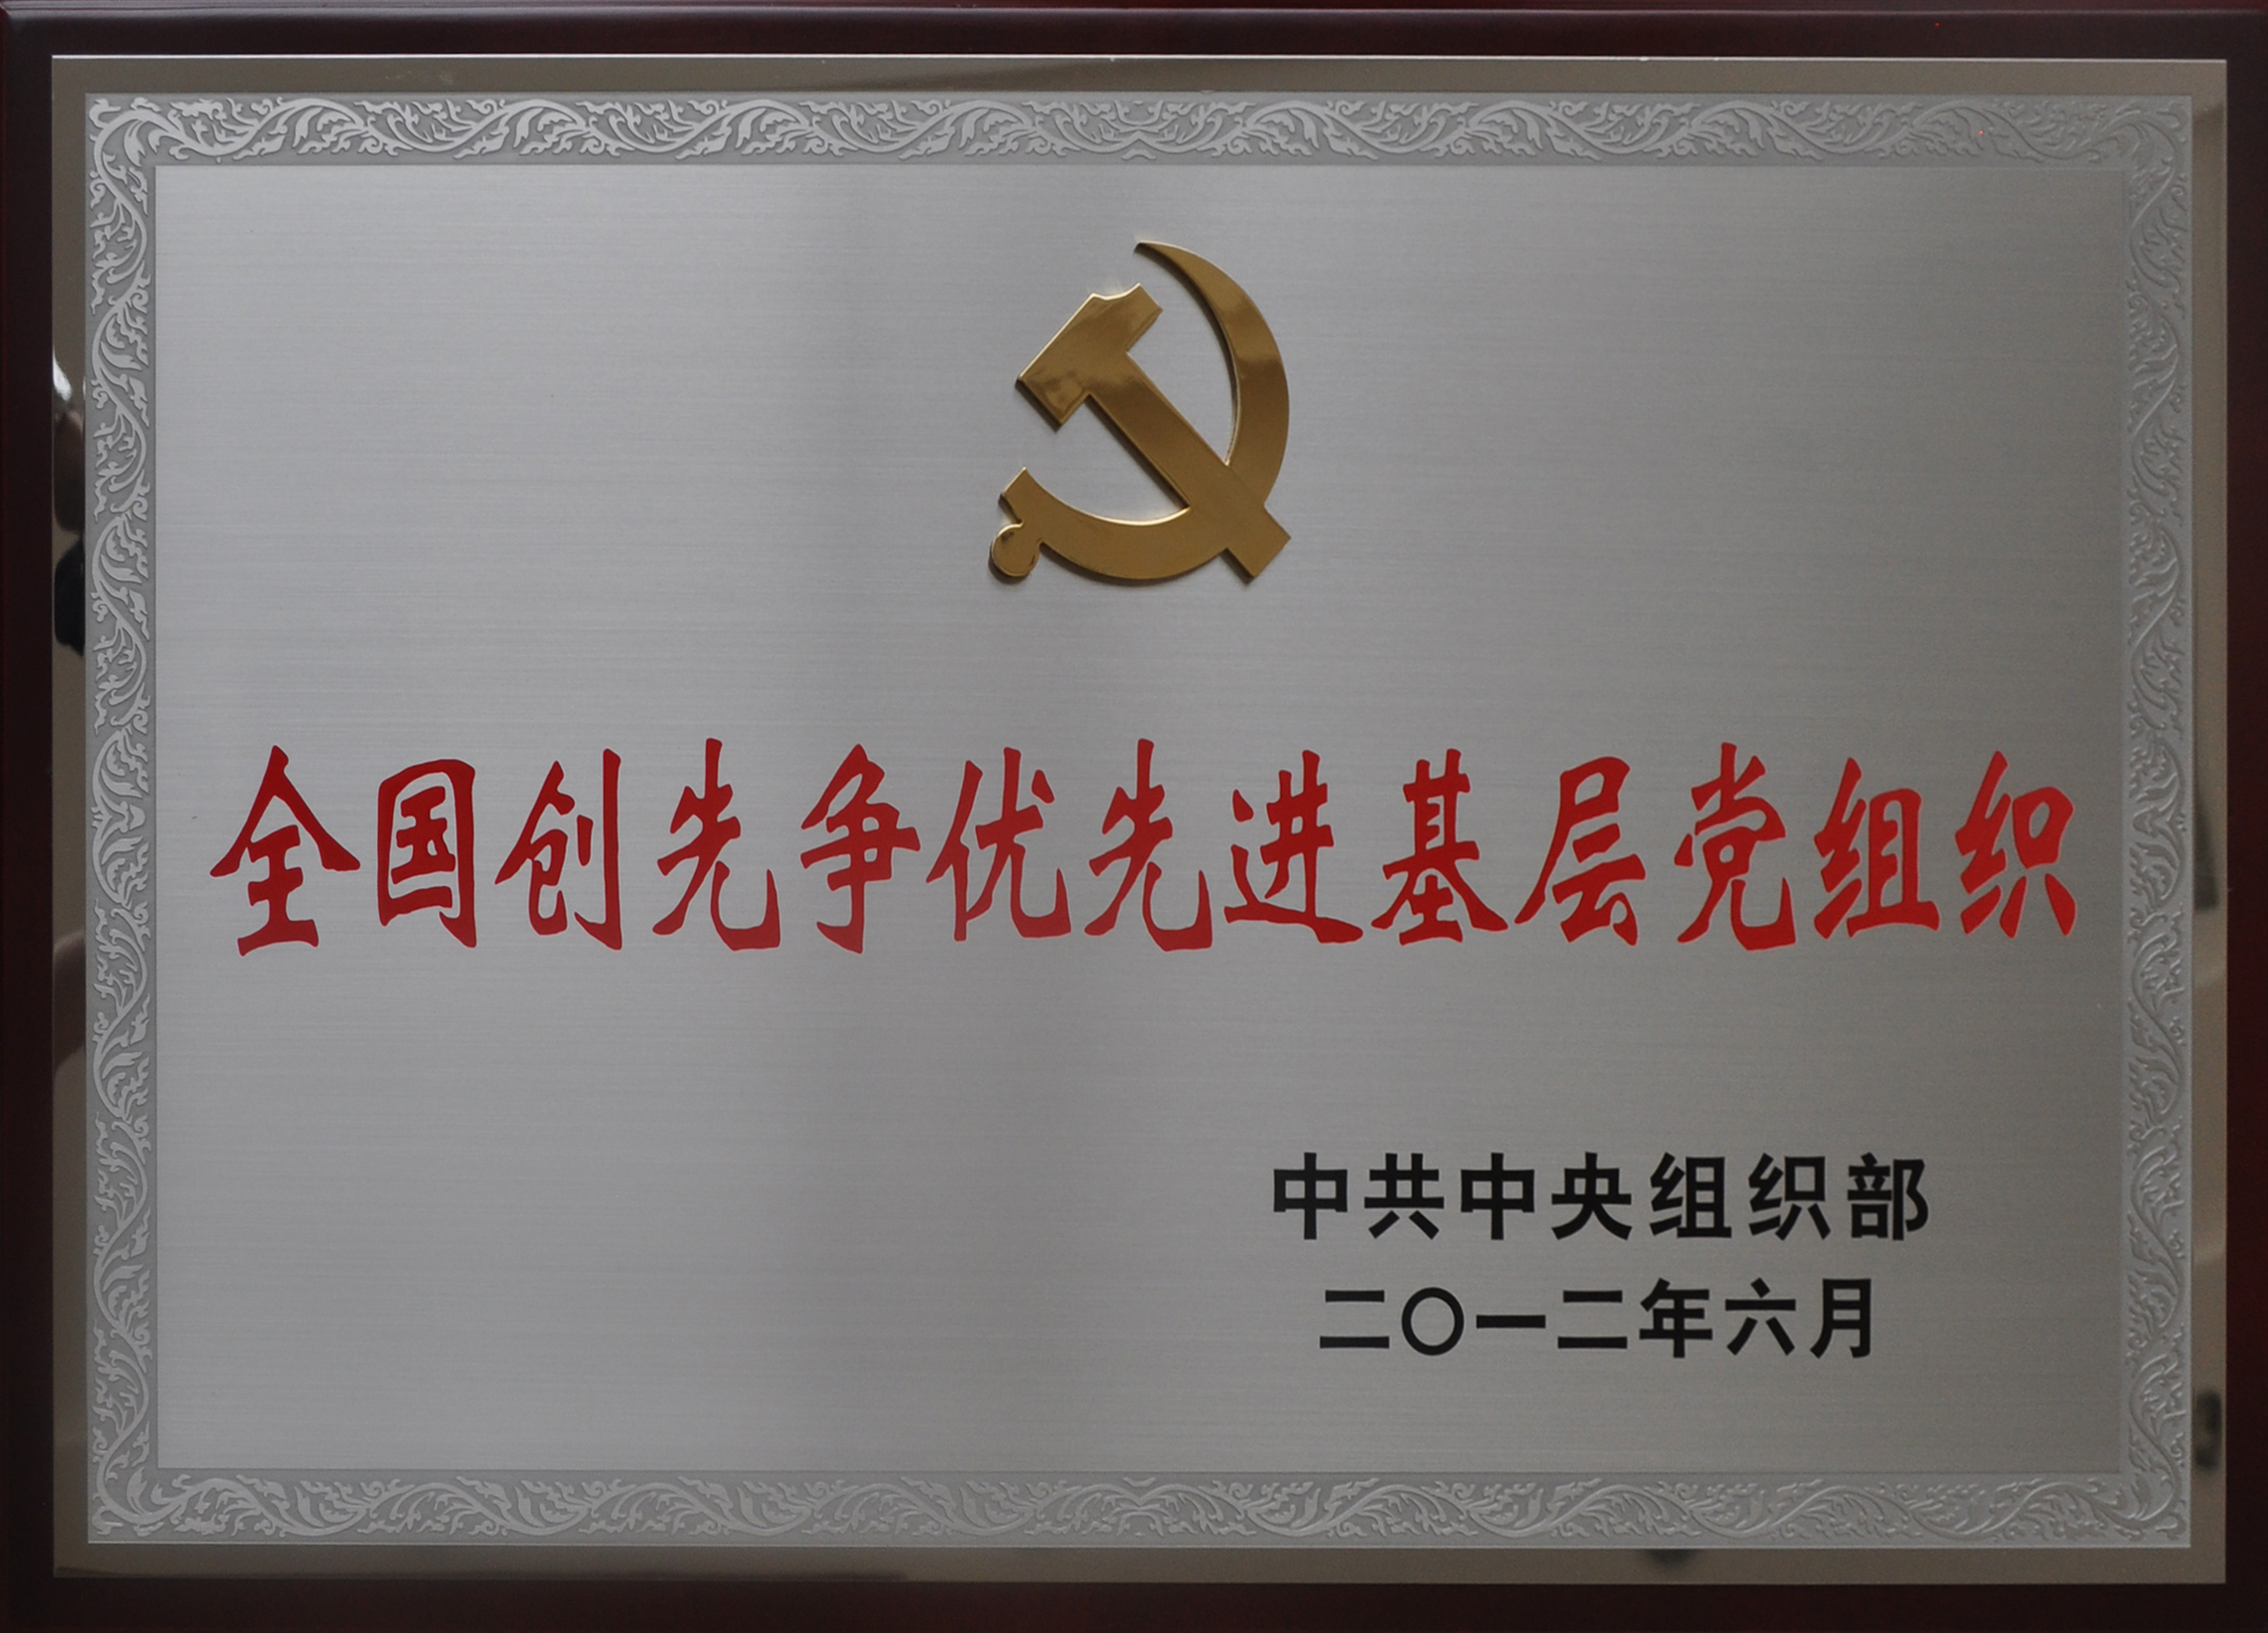 全国创先争优先进基层党组织
中共中央组织部
二〇一二年六月